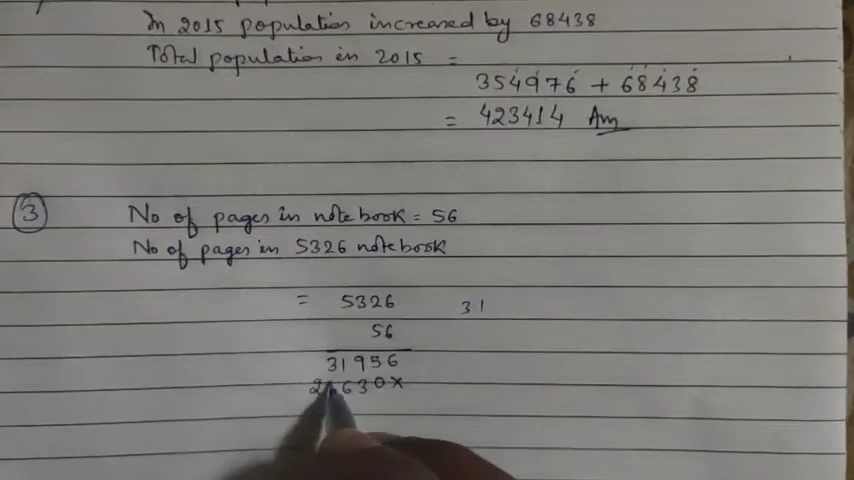 In 2015 population increased by 68438
Total population in 2015 =
354976 + 68438
= 423414 Ans
3 No of pages in notebook = 56
No of pages in 5326 notebook
= 5326 31
56
31956
26630x